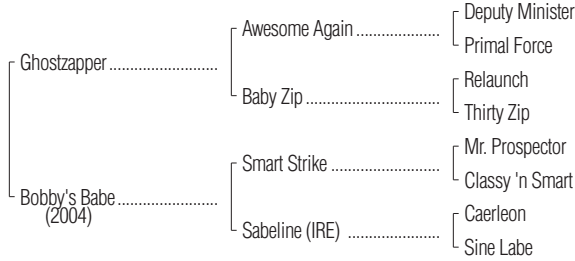 Deputy Minister
Awesome Again ....................
Primal Force
Ghostzapper ..........................
Relaunch
Baby Zip ................................
Thirty Zip
Mr. Prospector
Smart Strike ..........................
Classy 'n Smart
Bobby's Babe ........................
(2004)
Caerleon
Sabeline (IRE) ......................
Sine Labe